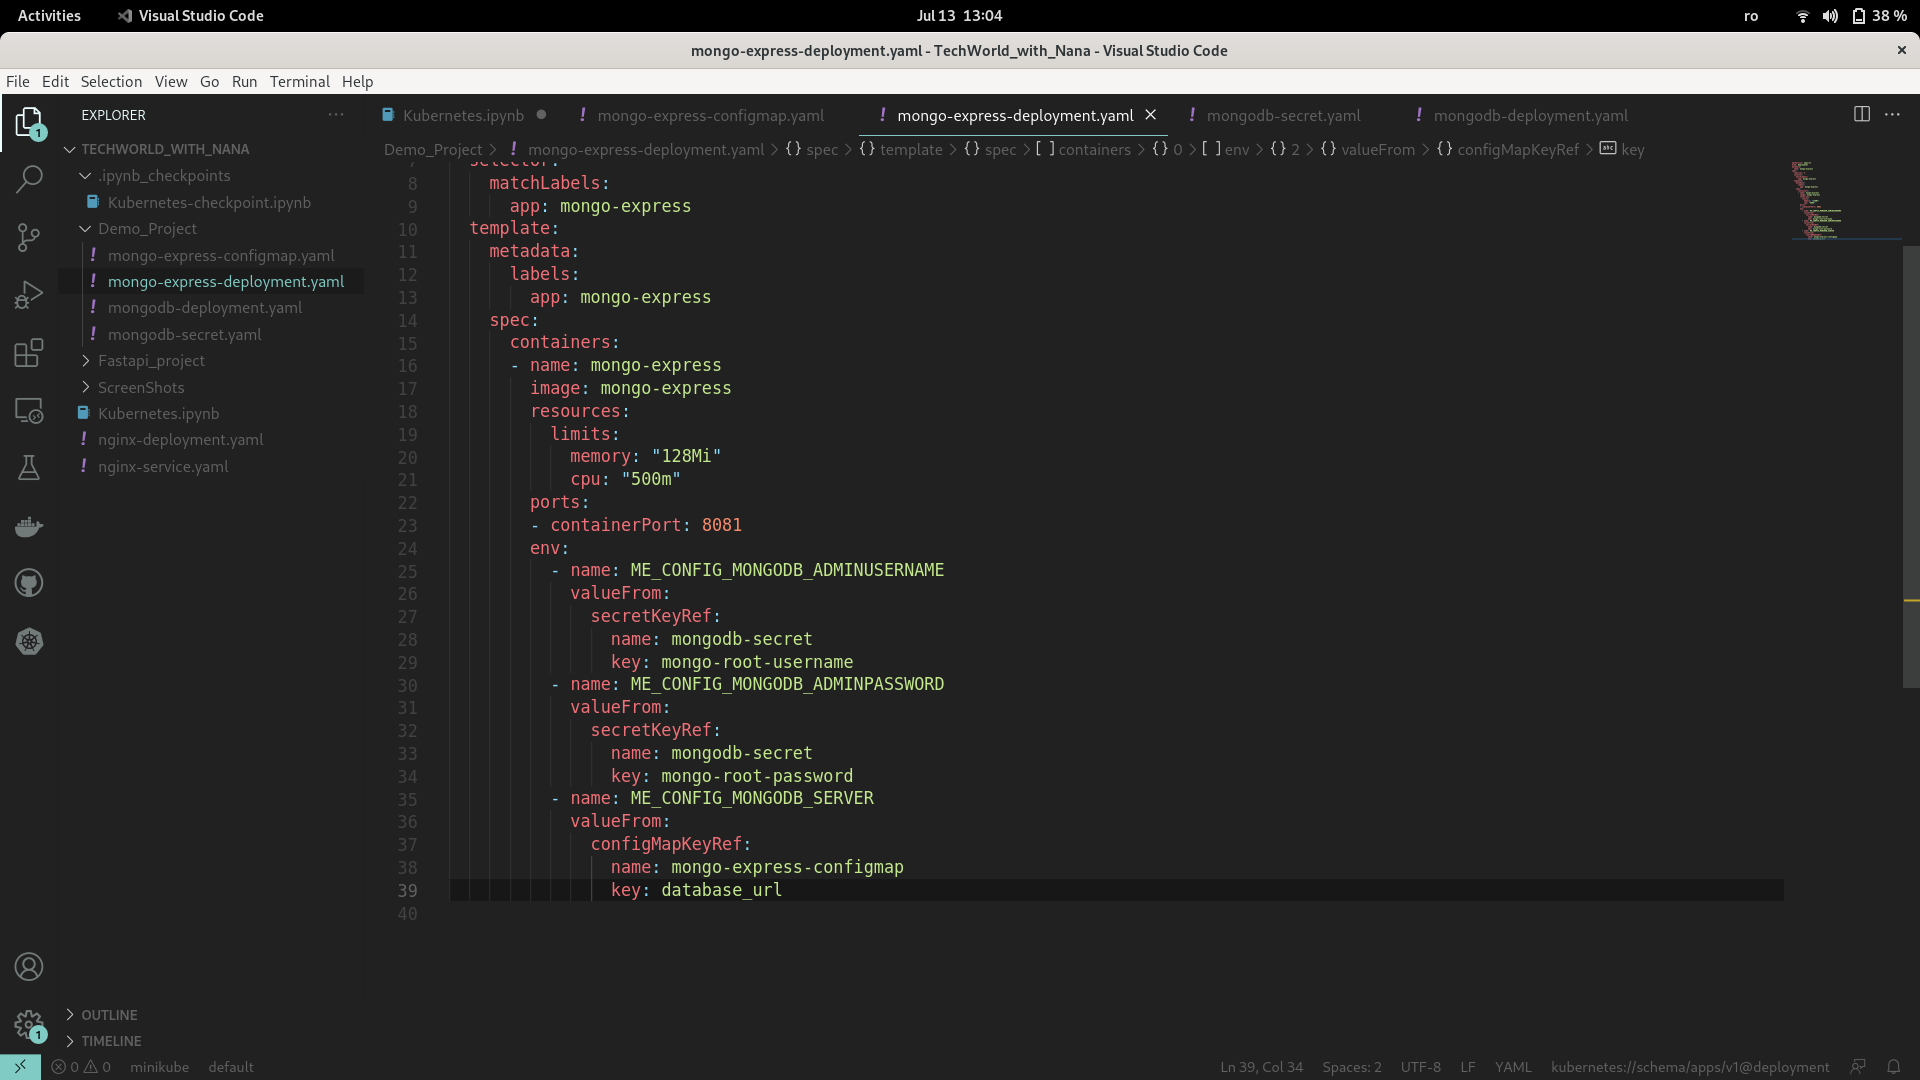 Activities Visual Studio Code Jul 13 13:04 ro 38 %
mongo-express-deployment.yaml - TechWorld_with_Nana - Visual Studio Code ×
File Edit Selection View Go Run Terminal Help
EXPLORER ···
Kubernetes.ipynb ! mongo-express-configmap.yaml ! mongo-express-deployment.yaml ! mongodb-secret.yaml ! mongodb-deployment.yaml
1
TECHWORLD_WITH_NANA
.ipynb_checkpoints
Kubernetes-checkpoint.ipynb
Demo_Project
! mongo-express-configmap.yaml
! mongo-express-deployment.yaml
! mongodb-deployment.yaml
! mongodb-secret.yaml
Fastapi_project
ScreenShots
Kubernetes.ipynb
! nginx-deployment.yaml
! nginx-service.yaml
Demo_Project > ! mongo-express-deployment.yaml > {} spec > {} template > {} spec > [ ] containers > {} 0 > [ ] env > {} 2 > {} valueFrom > {} configMapKeyRef > abc key
7 selector:
8 matchLabels:
9 app: mongo-express
10 template:
11 metadata:
12 labels:
13 app: mongo-express
14 spec:
15 containers:
16 - name: mongo-express
17 image: mongo-express
18 resources:
19 limits:
20 memory: "128Mi"
21 cpu: "500m"
22 ports:
23 - containerPort: 8081
24 env:
25 - name: ME_CONFIG_MONGODB_ADMINUSERNAME
26 valueFrom:
27 secretKeyRef:
28 name: mongodb-secret
29 key: mongo-root-username
30 - name: ME_CONFIG_MONGODB_ADMINPASSWORD
31 valueFrom:
32 secretKeyRef:
33 name: mongodb-secret
34 key: mongo-root-password
35 - name: ME_CONFIG_MONGODB_SERVER
36 valueFrom:
37 configMapKeyRef:
38 name: mongo-express-configmap
39 key: database_url
40
OUTLINE
1
TIMELINE
0 0 minikube default Ln 39, Col 34 Spaces: 2 UTF-8 LF YAML kubernetes://schema/apps/v1@deployment